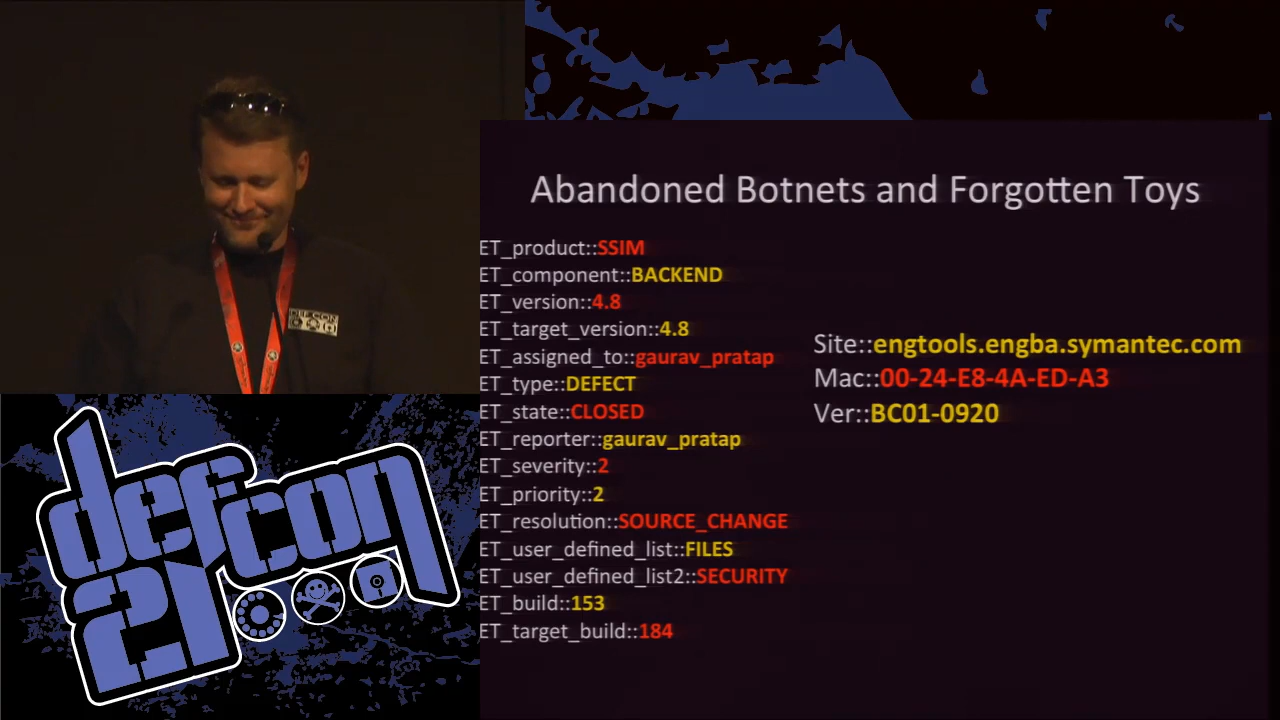 Abandoned Botnets and Forgotten Toys
ET_product::SSIM
ET_component::BACKEND
ET_version::4.8
ET_target_version::4.8
ET_assigned_to::gaurav_pratap
ET_type::DEFECT
ET_state::CLOSED
ET_reporter::gaurav_pratap
ET_severity::2
ET_priority::2
ET_resolution::SOURCE_CHANGE
ET_user_defined_list::FILES
ET_user_defined_list2::SECURITY
ET_build::153
ET_target_build::184
Site::engtools.engba.symantec.com
Mac::00-24-E8-4A-ED-A3
Ver::BC01-0920
DEFCON
defcon
21